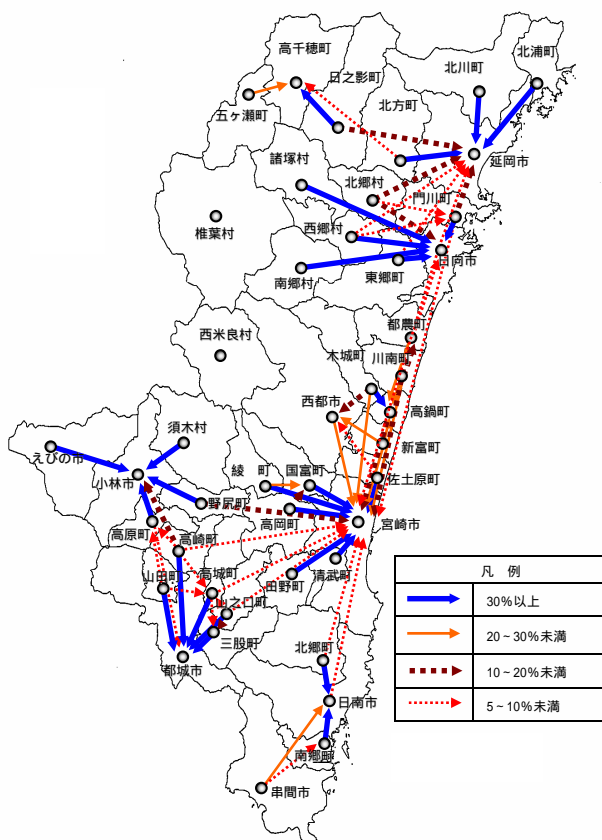 高千穂町
日之影町
北川町
北浦町
五ヶ瀬町
北方町
延岡市
諸塚村
北郷村
門川町
椎葉村
西郷村
日向市
南郷村
東郷町
都農町
西米良村
木城町
川南町
西都市
高鍋町
須木村
新富町
えびの市
小林市
綾　町
国富町
佐土原町
野尻町
高岡町
宮崎市
高原町
高崎町
山田町
高城町
田野町
清武町
山之口町
三股町
都城市
北郷町
日南市
南郷町
串間市
凡　例
30％以上
20～30％未満
10～20％未満
5～10％未満